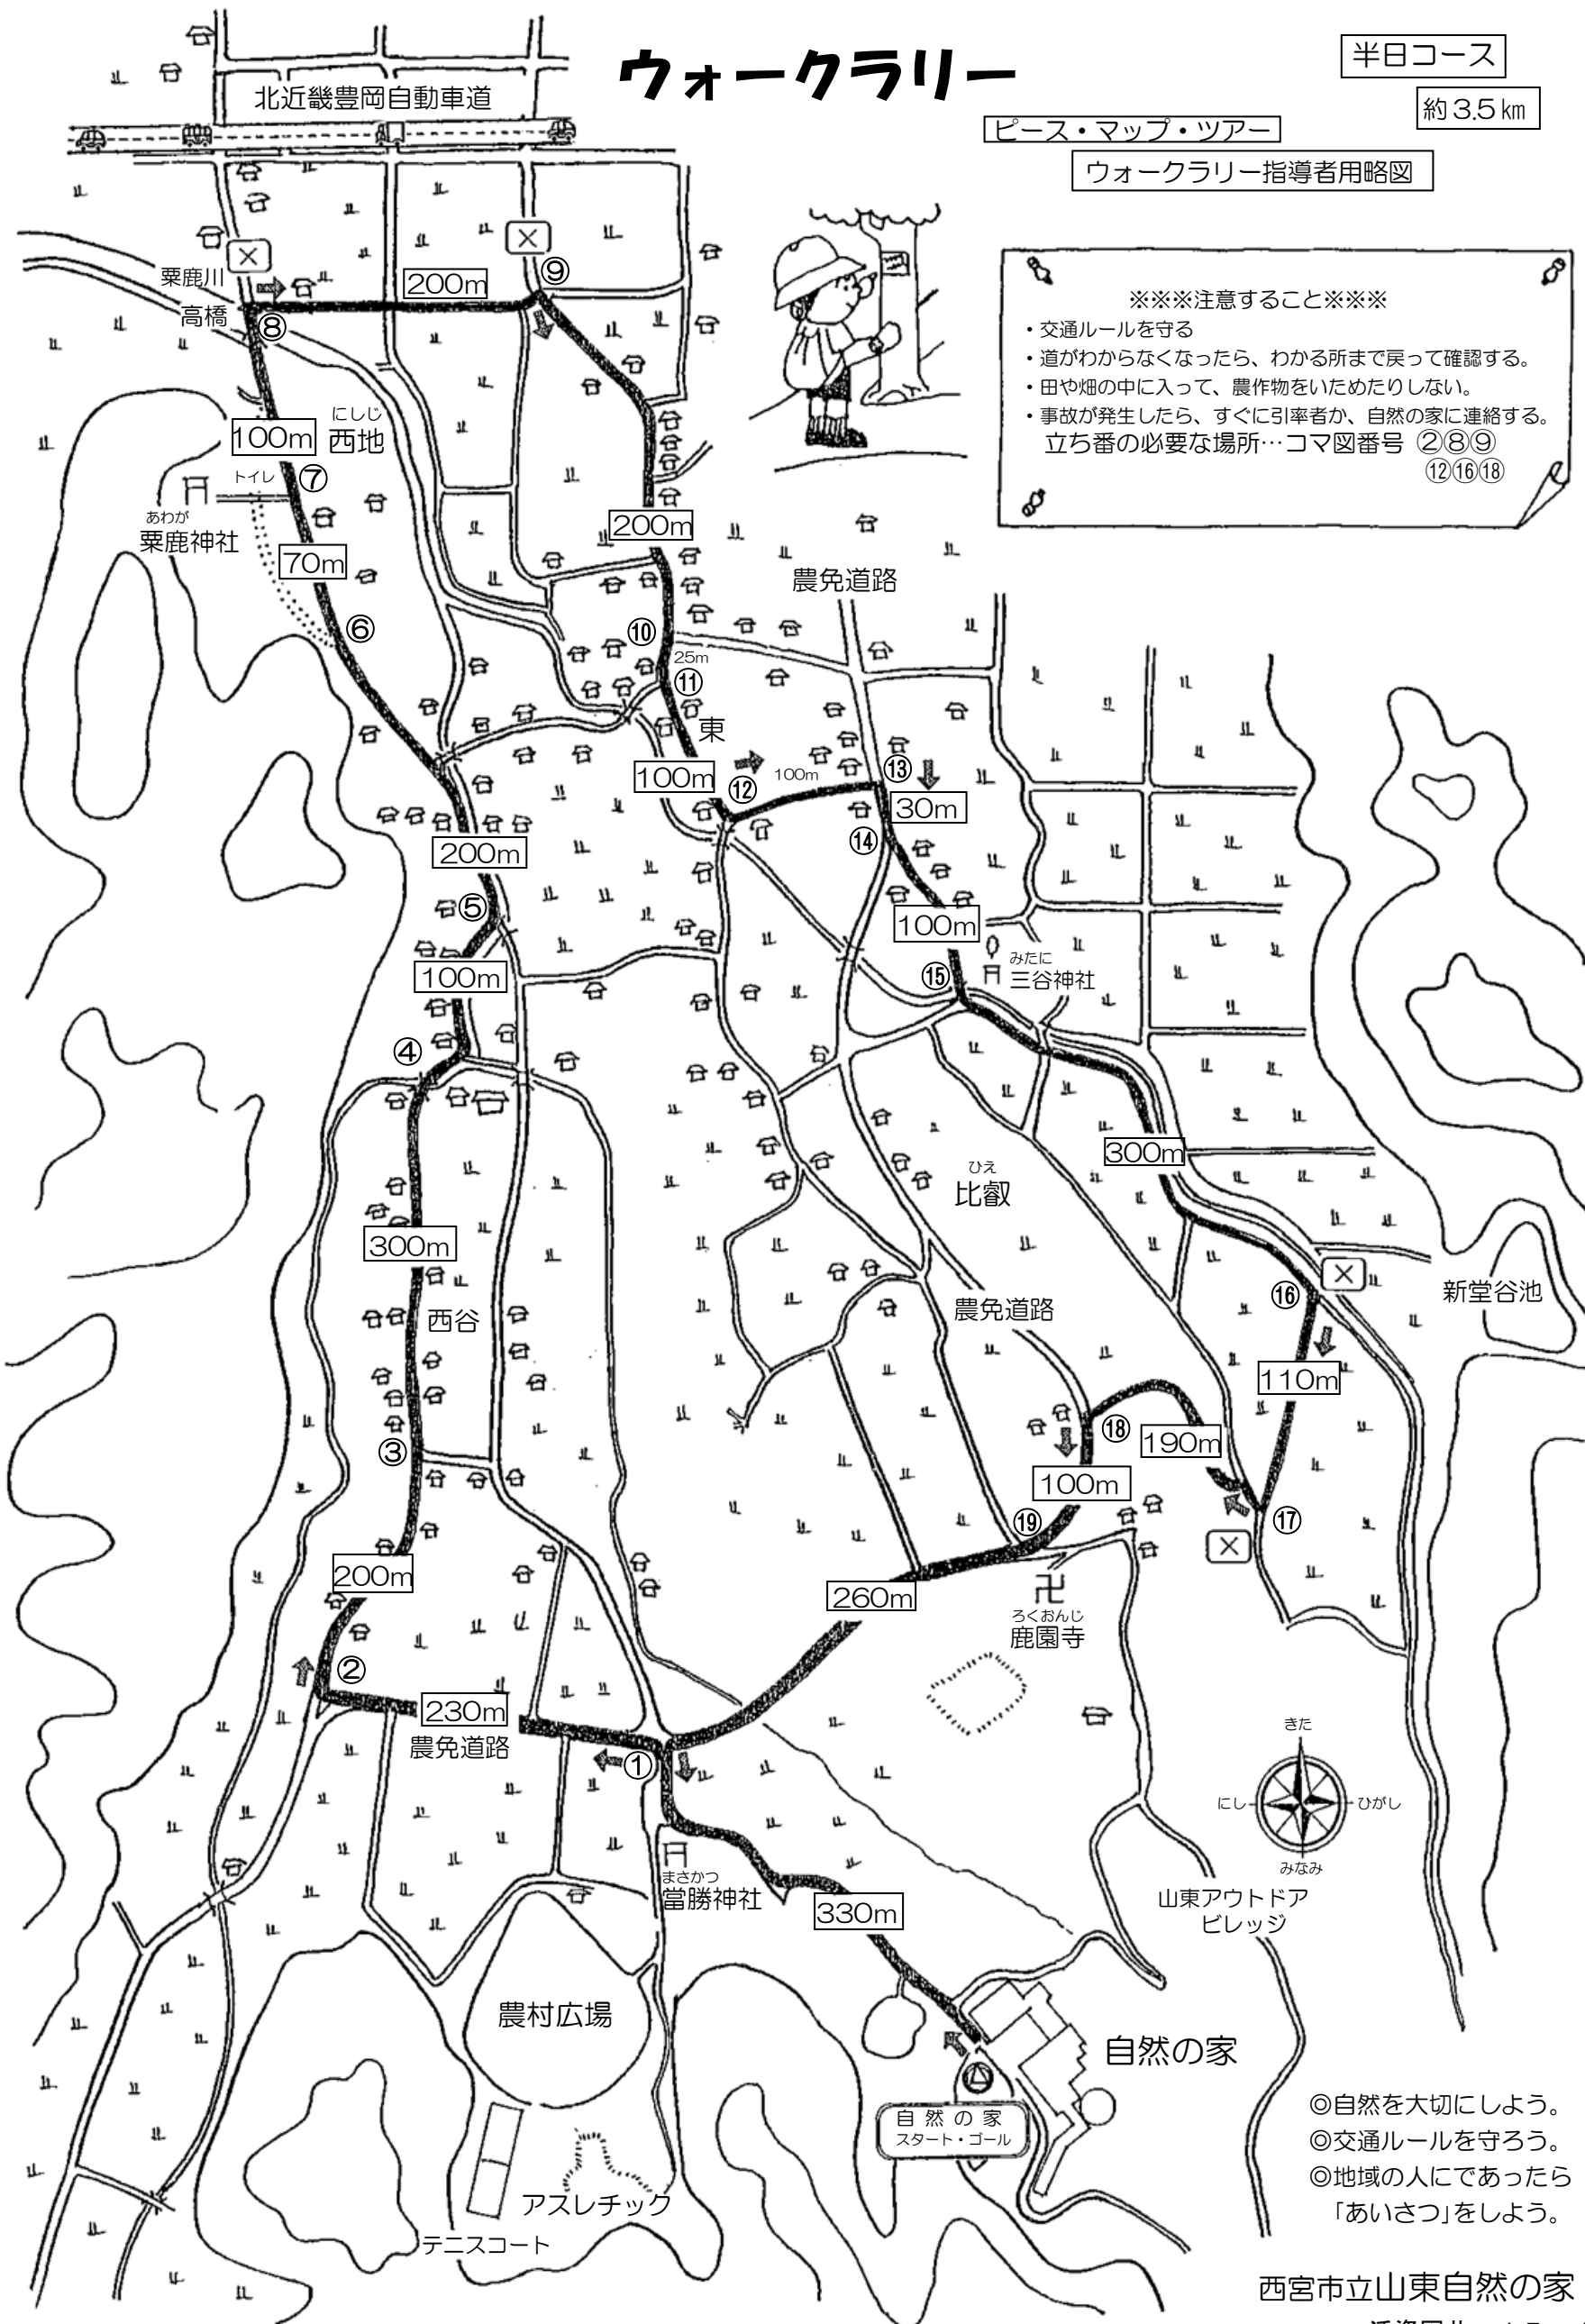 ウォークラリー
半日コース
約3.5㎞
ピース・マップ・ツアー
ウォークラリー指導者用略図
北近畿豊岡自動車道
※※※注意すること※※※
・交通ルールを守る
・道がわからなくなったら、わかる所まで戻って確認する。
・田や畑の中に入って、農作物をいためたりしない。
・事故が発生したら、すぐに引率者か、自然の家に連絡する。
立ち番の必要な場所…コマ図番号 ②⑧⑨
⑫⑯⑱
粟鹿川
高橋
⑧
200m
⑨
100m
にしじ
西地
トイレ
⑦
あわが
粟鹿神社
70m
⑥
200m
農免道路
⑩
25m
⑪
東
100m
⑫
100m
⑬
30m
⑭
200m
⑤
100m
100m
⑮
みたに
三谷神社
④
300m
ひえ
比叡
300m
西谷
農免道路
⑯
新堂谷池
110m
③
⑱
190m
100m
⑲
⑰
200m
260m
ろくおんじ
鹿園寺
②
230m
農免道路
①
きた
にし
ひがし
みなみ
まさかつ
當勝神社
330m
山東アウトドア
ビレッジ
農村広場
自然の家
自然の家
スタート・ゴール
アスレチック
テニスコート
◎自然を大切にしよう。
◎交通ルールを守ろう。
◎地域の人にであったら
「あいさつ」をしよう。
西宮市立山東自然の家